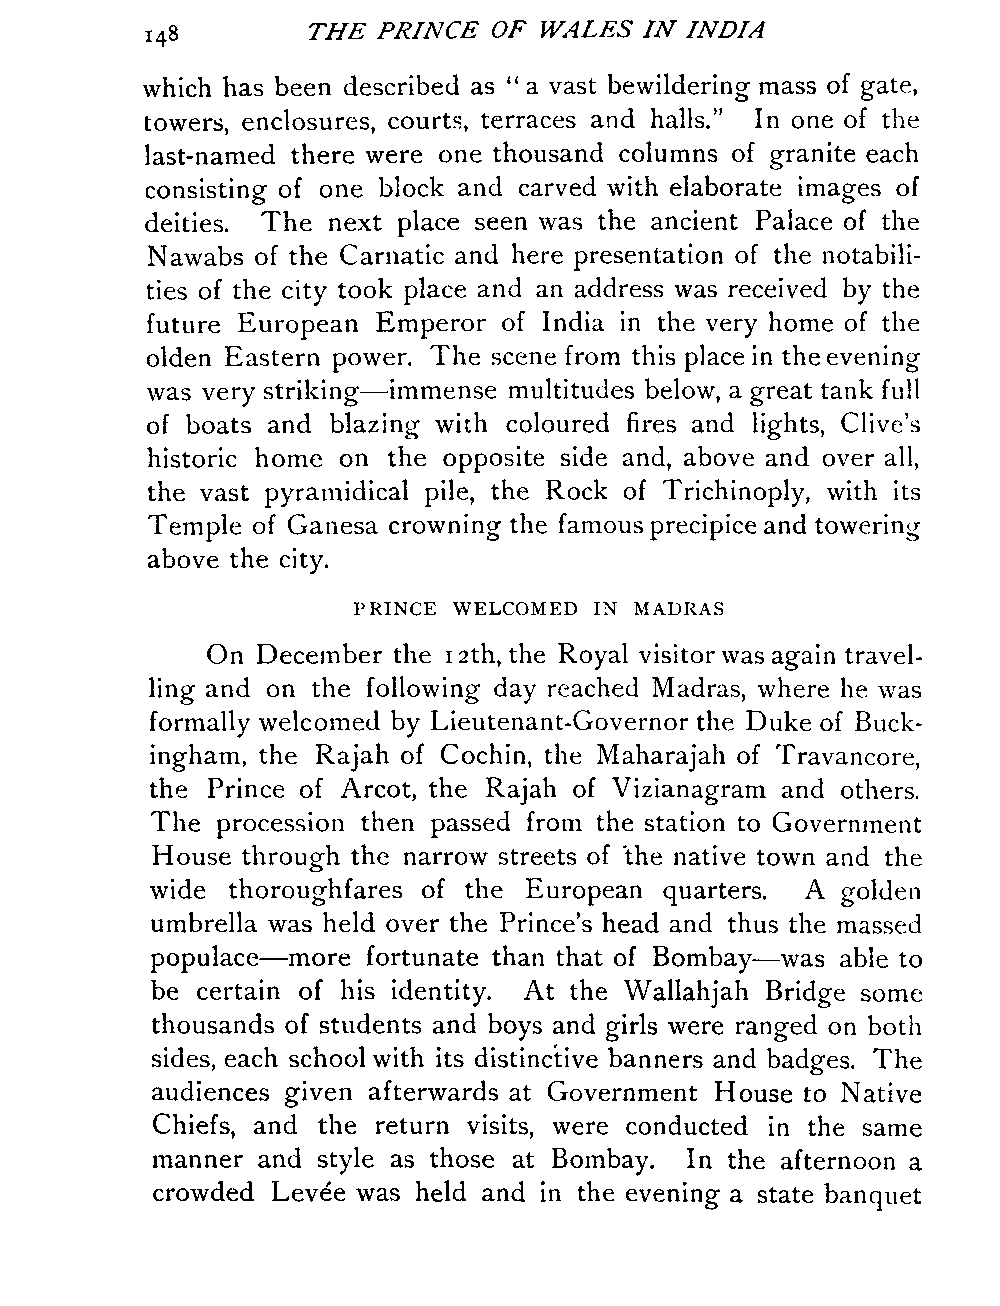 148 THE PRINCE OF WALES IN INDIA
which has been described as “ a vast bewildering mass of gate,
towers, enclosures, courts, terraces and halls.” In one of the
last-named there were one thousand columns of granite each
consisting of one block and carved with elaborate images of
deities. The next place seen was the ancient Palace of the
Nawabs of the Carnatic and here presentation of the notabili-
ties of the city took place and an address was received by the
future European Emperor of India in the very home of the
olden Eastern power. The scene from this place in the evening
was very striking—immense multitudes below, a great tank full
of boats and blazing with coloured fires and lights, Clive's
historic home on the opposite side and, above and over all,
the vast pyramidical pile, the Rock of Trichinoply, with its
Temple of Ganesa crowning the famous precipice and towering
above the city.
PRINCE WELCOMED IN MADRAS
On December the 12th, the Royal visitor was again travel-
ling and on the following day reached Madras, where he was
formally welcomed by Lieutenant-Governor the Duke of Buck-
ingham, the Rajah of Cochin, the Maharajah of Travancore,
the Prince of Arcot, the Rajah of Vizianagram and others.
The procession then passed from the station to Government
House through the narrow streets of the native town and the
wide thoroughfares of the European quarters. A golden
umbrella was held over the Prince's head and thus the massed
populace—more fortunate than that of Bombay—was able to
be certain of his identity. At the Wallahjah Bridge some
thousands of students and boys and girls were ranged on both
sides, each school with its distinctive banners and badges. The
audiences given afterwards at Government House to Native
Chiefs, and the return visits, were conducted in the same
manner and style as those at Bombay. In the afternoon a
crowded Levée was held and in the evening a state banquet